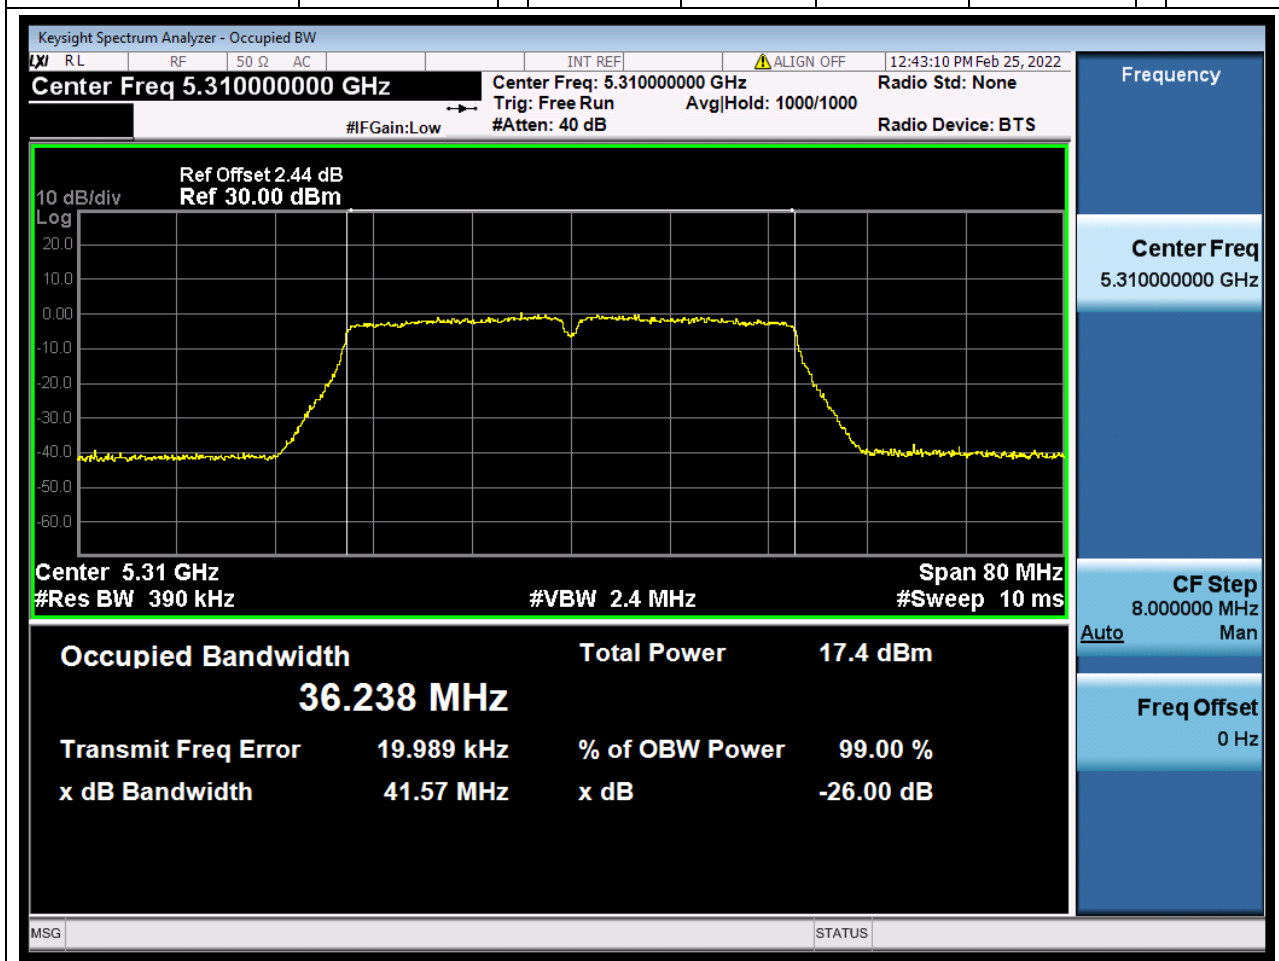 Keysight Spectrum Analyzer - Occupied BW
LXI RL RF 50 Ω AC INT REF ALIGN OFF 12:43:10 PM Feb 25, 2022
Center Freq 5.310000000 GHz
Center Freq: 5.310000000 GHz
Radio Std: None
Trig: Free Run Avg|Hold: 1000/1000
#IFGain:Low
#Atten: 40 dB
Radio Device: BTS
Ref Offset 2.44 dB
10 dB/div Ref 30.00 dBm
Log
20.0
10.0
0.00
-10.0
-20.0
-30.0
-40.0
-50.0
-60.0
Center 5.31 GHz Span 80 MHz
#Res BW 390 kHz #VBW 2.4 MHz #Sweep 10 ms
Occupied Bandwidth Total Power 17.4 dBm
36.238 MHz
Transmit Freq Error 19.989 kHz % of OBW Power 99.00 %
x dB Bandwidth 41.57 MHz x dB -26.00 dB
MSG STATUS
Frequency
Center Freq
5.310000000 GHz
CF Step
8.000000 MHz
Auto Man
Freq Offset
0 Hz